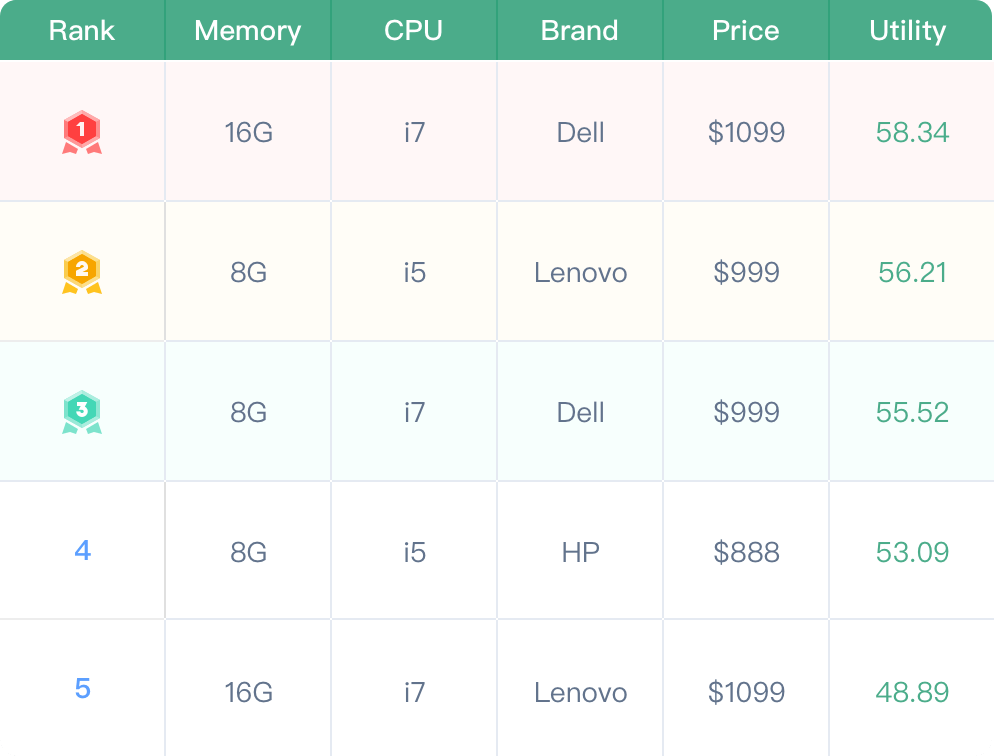 Rank Memory CPU Brand Price Utility
1 16G i7 Dell $1099 58.34
2 8G i5 Lenovo $999 56.21
3 8G i7 Dell $999 55.52
4 8G i5 HP $888 53.09
5 16G i7 Lenovo $1099 48.89